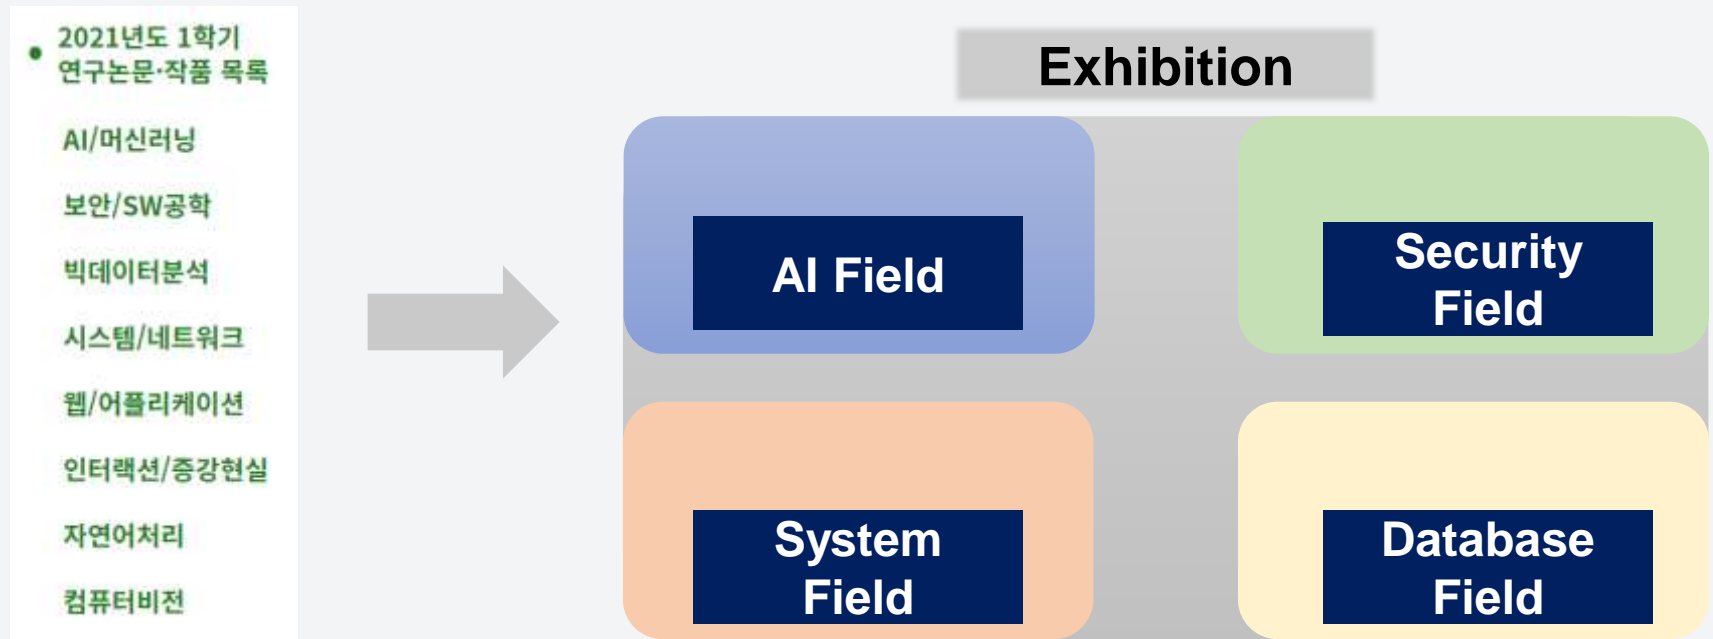 2021년도 1학기
연구논문·작품 목록
AI/머신러닝
보안/SW공학
빅데이터분석
시스템/네트워크
웹/어플리케이션
인터랙션/증강현실
자연어처리
컴퓨터비전
Exhibition
AI Field
Security
Field
System
Field
Database
Field